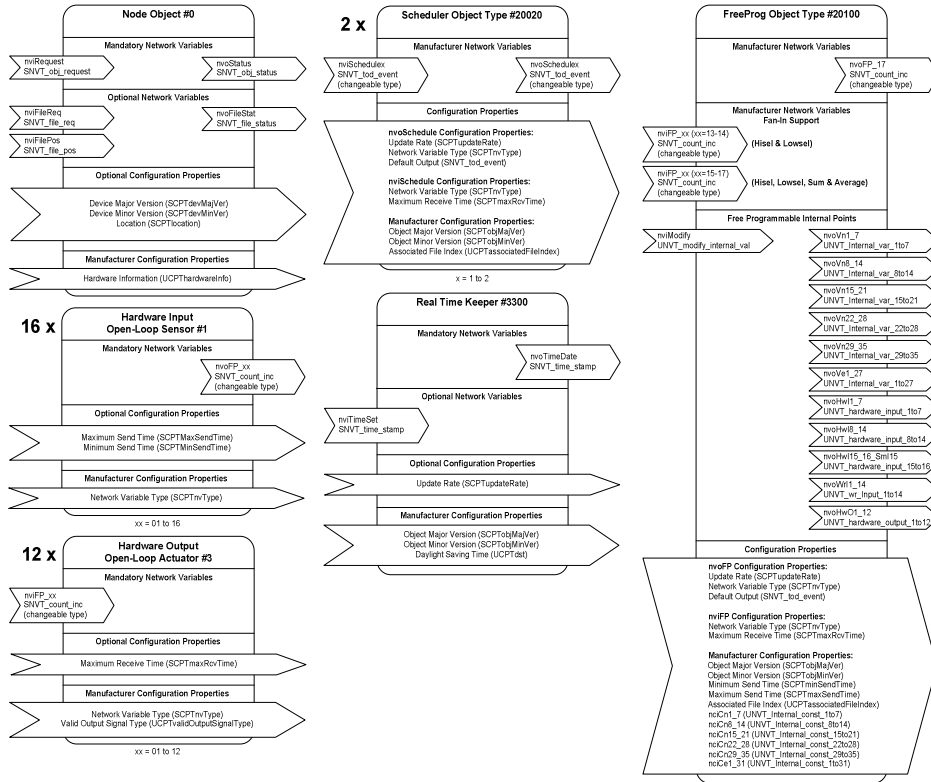 Node Object #0
Mandatory Network Variables
nviRequest
SNVT_obj_request
nvoStatus
SNVT_obj_status
Optional Network Variables
nviFileReq
SNVT_file_req
nvoFileStat
SNVT_file_status
nviFilePos
SNVT_file_pos
Optional Configuration Properties
Device Major Version (SCPTdevMajVer)
Device Minor Version (SCPTdevMinVer)
Location (SCPTlocation)
Manufacturer Configuration Properties
Hardware Information (UCPThardwareInfo)
16 x
Hardware Input
Open-Loop Sensor #1
Mandatory Network Variables
nvoFP_xx
SNVT_count_inc
(changeable type)
Optional Configuration Properties
Maximum Send Time (SCPTMaxSendTime)
Minimum Send Time (SCPTMinSendTime)
Manufacturer Configuration Properties
Network Variable Type (SCPTnvType)
xx = 01 to 16
12 x
Hardware Output
Open-Loop Actuator #3
Mandatory Network Variables
nviFP_xx
SNVT_count_inc
(changeable type)
Optional Configuration Properties
Maximum Receive Time (SCPTmaxRcvTime)
Manufacturer Configuration Properties
Network Variable Type (SCPTnvType)
Valid Output Signal Type (UCPTvalidOutputSignalType)
xx = 01 to 12
2 x
Scheduler Object Type #20020
Manufacturer Network Variables
nviSchedulex
SNVT_tod_event
(changeable type)
nvoSchedulex
SNVT_tod_event
(changeable type)
Configuration Properties
nvoSchedule Configuration Properties:
Update Rate (SCPTupdateRate)
Network Variable Type (SCPTnvType)
Default Output (SNVT_tod_event)
nviSchedule Configuration Properties:
Network Variable Type (SCPTnvType)
Maximum Receive Time (SCPTmaxRcvTime)
Manufacturer Configuration Properties:
Object Major Version (SCPTobjMajVer)
Object Minor Version (SCPTobjMinVer)
Associated File Index (UCPTassociatedFileIndex)
x = 1 to 2
Real Time Keeper #3300
Mandatory Network Variables
nvoTimeDate
SNVT_time_stamp
Optional Network Variables
nviTimeSet
SNVT_time_stamp
Optional Configuration Properties
Update Rate (SCPTupdateRate)
Manufacturer Configuration Properties
Object Major Version (SCPTobjMajVer)
Object Minor Version (SCPTobjMinVer)
Daylight Saving Time (UCPTdst)
FreeProg Object Type #20100
Manufacturer Network Variables
nvoFP_17
SNVT_count_inc
(changeable type)
Manufacturer Network Variables
Fan-In Support
nviFP_xx (xx=13-14)
SNVT_count_inc
(changeable type)
(Hisel & Lowsel)
nviFP_xx (xx=15-17)
SNVT_count_inc
(changeable type)
(Hisel, Lowsel, Sum & Average)
Free Programmable Internal Points
nviModify
UNVT_modify_internal_val
nvoVn1_7
UNVT_Internal_var_1to7
nvoVn8_14
UNVT_Internal_var_8to14
nvoVn15_21
UNVT_Internal_var_15to21
nvoVn22_28
UNVT_Internal_var_22to28
nvoVn29_35
UNVT_Internal_var_29to35
nvoVe1_27
UNVT_Internal_var_1to27
nvoHwI1_7
UNVT_hardware_input_1to7
nvoHwI8_14
UNVT_hardware_input_8to14
nvoHwI15_16_SmI15
UNVT_hardware_input_15to16
nvoWrI1_14
UNVT_wr_Input_1to14
nvoHwO1_12
UNVT_hardware_output_1to12
Configuration Properties
nvoFP Configuration Properties:
Update Rate (SCPTupdateRate)
Network Variable Type (SCPTnvType)
Default Output (SNVT_tod_event)
nviFP Configuration Properties:
Network Variable Type (SCPTnvType)
Maximum Receive Time (SCPTmaxRcvTime)
Manufacturer Configuration Properties:
Object Major Version (SCPTobjMajVer)
Object Minor Version (SCPTobjMinVer)
Minimum Send Time (SCPTminSendTime)
Maximum Send Time (SCPTmaxSendTime)
Associated File Index (UCPTassociatedFileIndex)
nciCn1_7 (UNVT_Internal_const_1to7)
nciCn8_14 (UNVT_Internal_const_8to14)
nciCn15_21 (UNVT_Internal_const_15to21)
nciCn22_28 (UNVT_Internal_const_22to28)
nciCn29_35 (UNVT_Internal_const_29to35)
nciCe1_31 (UNVT_Internal_const_1to31)